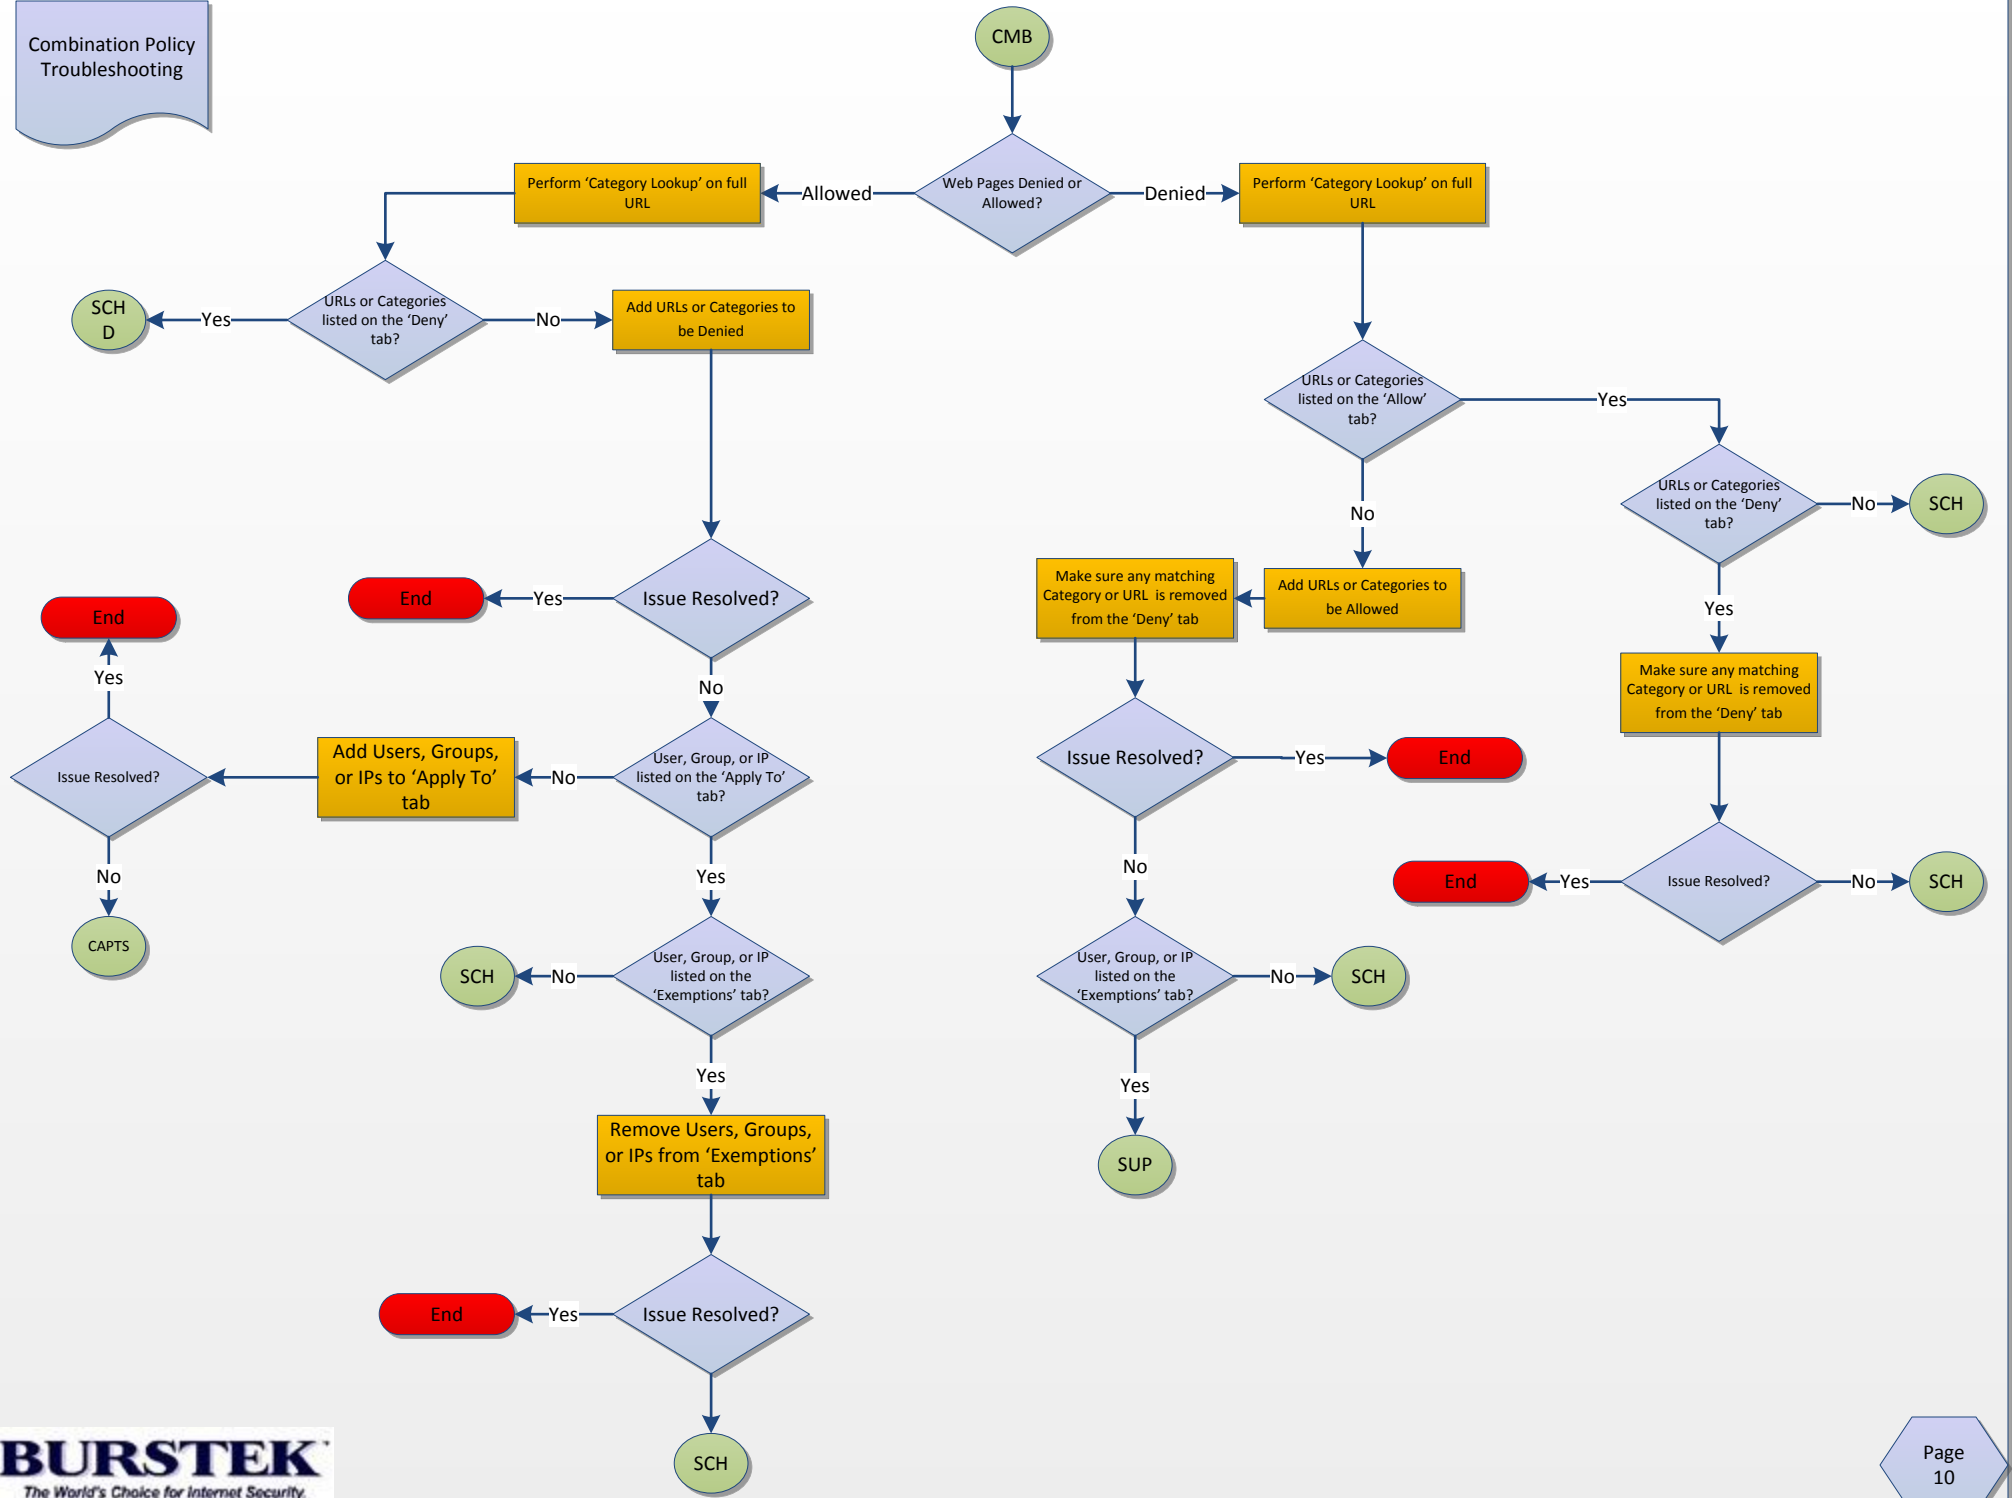 Combination Policy
Troubleshooting
CMB
Perform ‘Category Lookup’ on full
URL
Allowed
Web Pages Denied or
Allowed?
Denied
Perform ‘Category Lookup’ on full
URL
SCH
D
Yes
URLs or Categories
listed on the ‘Deny’
tab?
No
Add URLs or Categories to
be Denied
URLs or Categories
listed on the ‘Allow’
tab?
Yes
URLs or Categories
listed on the ‘Deny’
tab?
No
SCH
No
Yes
End
Yes
Issue Resolved?
Make sure any matching
Category or URL  is removed
from the ‘Deny’ tab
Add URLs or Categories to
be Allowed
Make sure any matching
Category or URL  is removed
from the ‘Deny’ tab
End
Yes
No
Issue Resolved?
Add Users, Groups,
or IPs to ‘Apply To’
tab
No
User, Group, or IP
listed on the ‘Apply To’
tab?
Issue Resolved?
Yes
End
No
CAPTS
Yes
No
End
Yes
Issue Resolved?
No
SCH
SCH
No
User, Group, or IP
listed on the
‘Exemptions’ tab?
User, Group, or IP
listed on the
‘Exemptions’ tab?
No
SCH
Yes
Yes
Remove Users, Groups,
or IPs from ‘Exemptions’
tab
SUP
End
Yes
Issue Resolved?
SCH
BURSTEK
The World's Choice for Internet Security.
Page
10